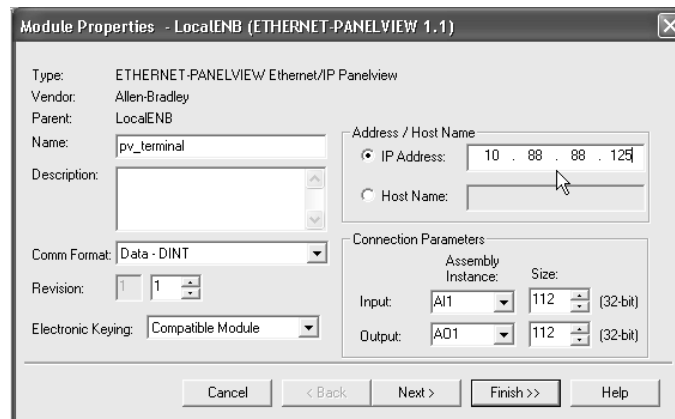 Module Properties - LocalENB (ETHERNET-PANELVIEW 1.1)
Type: ETHERNET-PANELVIEW Ethernet/IP Panelview
Vendor: Allen-Bradley
Parent: LocalENB
Name: pv_terminal
Description:
Comm Format: Data - DINT
Revision: 1 1
Electronic Keying: Compatible Module
Address / Host Name
IP Address: 10 . 88 . 88 . 125
Host Name:
Connection Parameters
Assembly
Instance: Size:
Input: AI1 112 (32-bit)
Output: AO1 112 (32-bit)
Cancel < Back Next > Finish >> Help